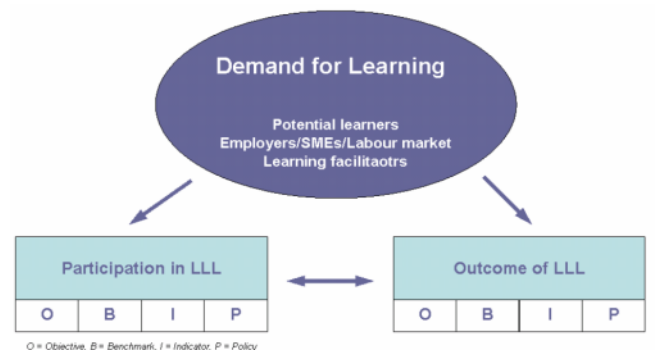 Demand for Learning
Potential learners
Employers/SMEs/Labour market
Learning facilitaotrs
Participation in LLL
O B I P
Outcome of LLL
O B I P
O = Objective, B = Benchmark, I = Indicator, P = Policy